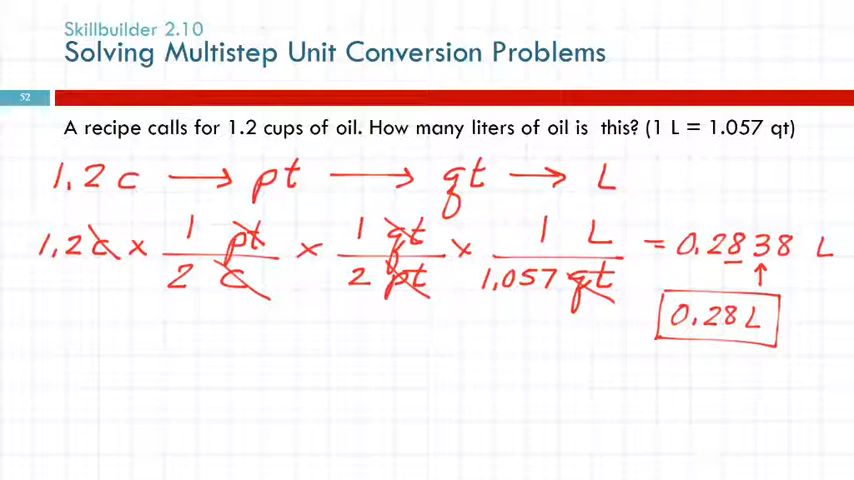 Skillbuilder 2.10
Solving Multistep Unit Conversion Problems
52
A recipe calls for 1.2 cups of oil. How many liters of oil is this? (1 L = 1.057 qt)
1.2 c → pt → qt → L
1.2 c × 1 pt / 2 c × 1 qt / 2 pt × 1 L / 1.057 qt = 0.2838 L
↑
0.28 L